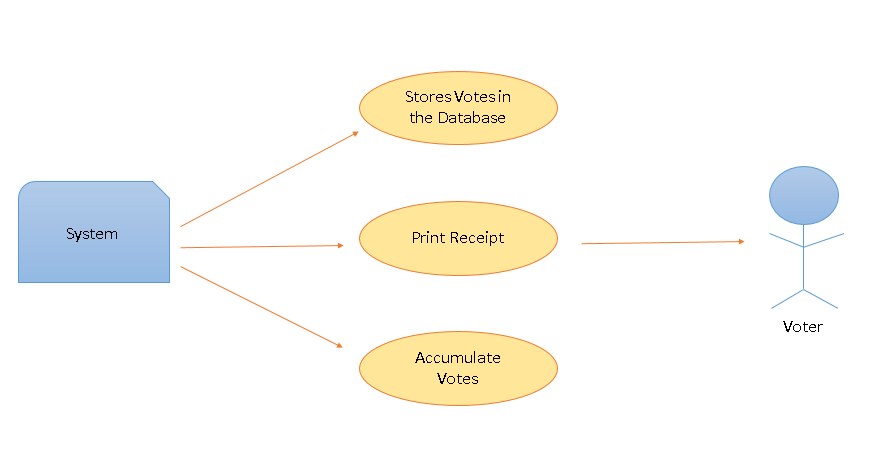 Stores Votes in
the Database
System
Print Receipt
Voter
Accumulate
Votes